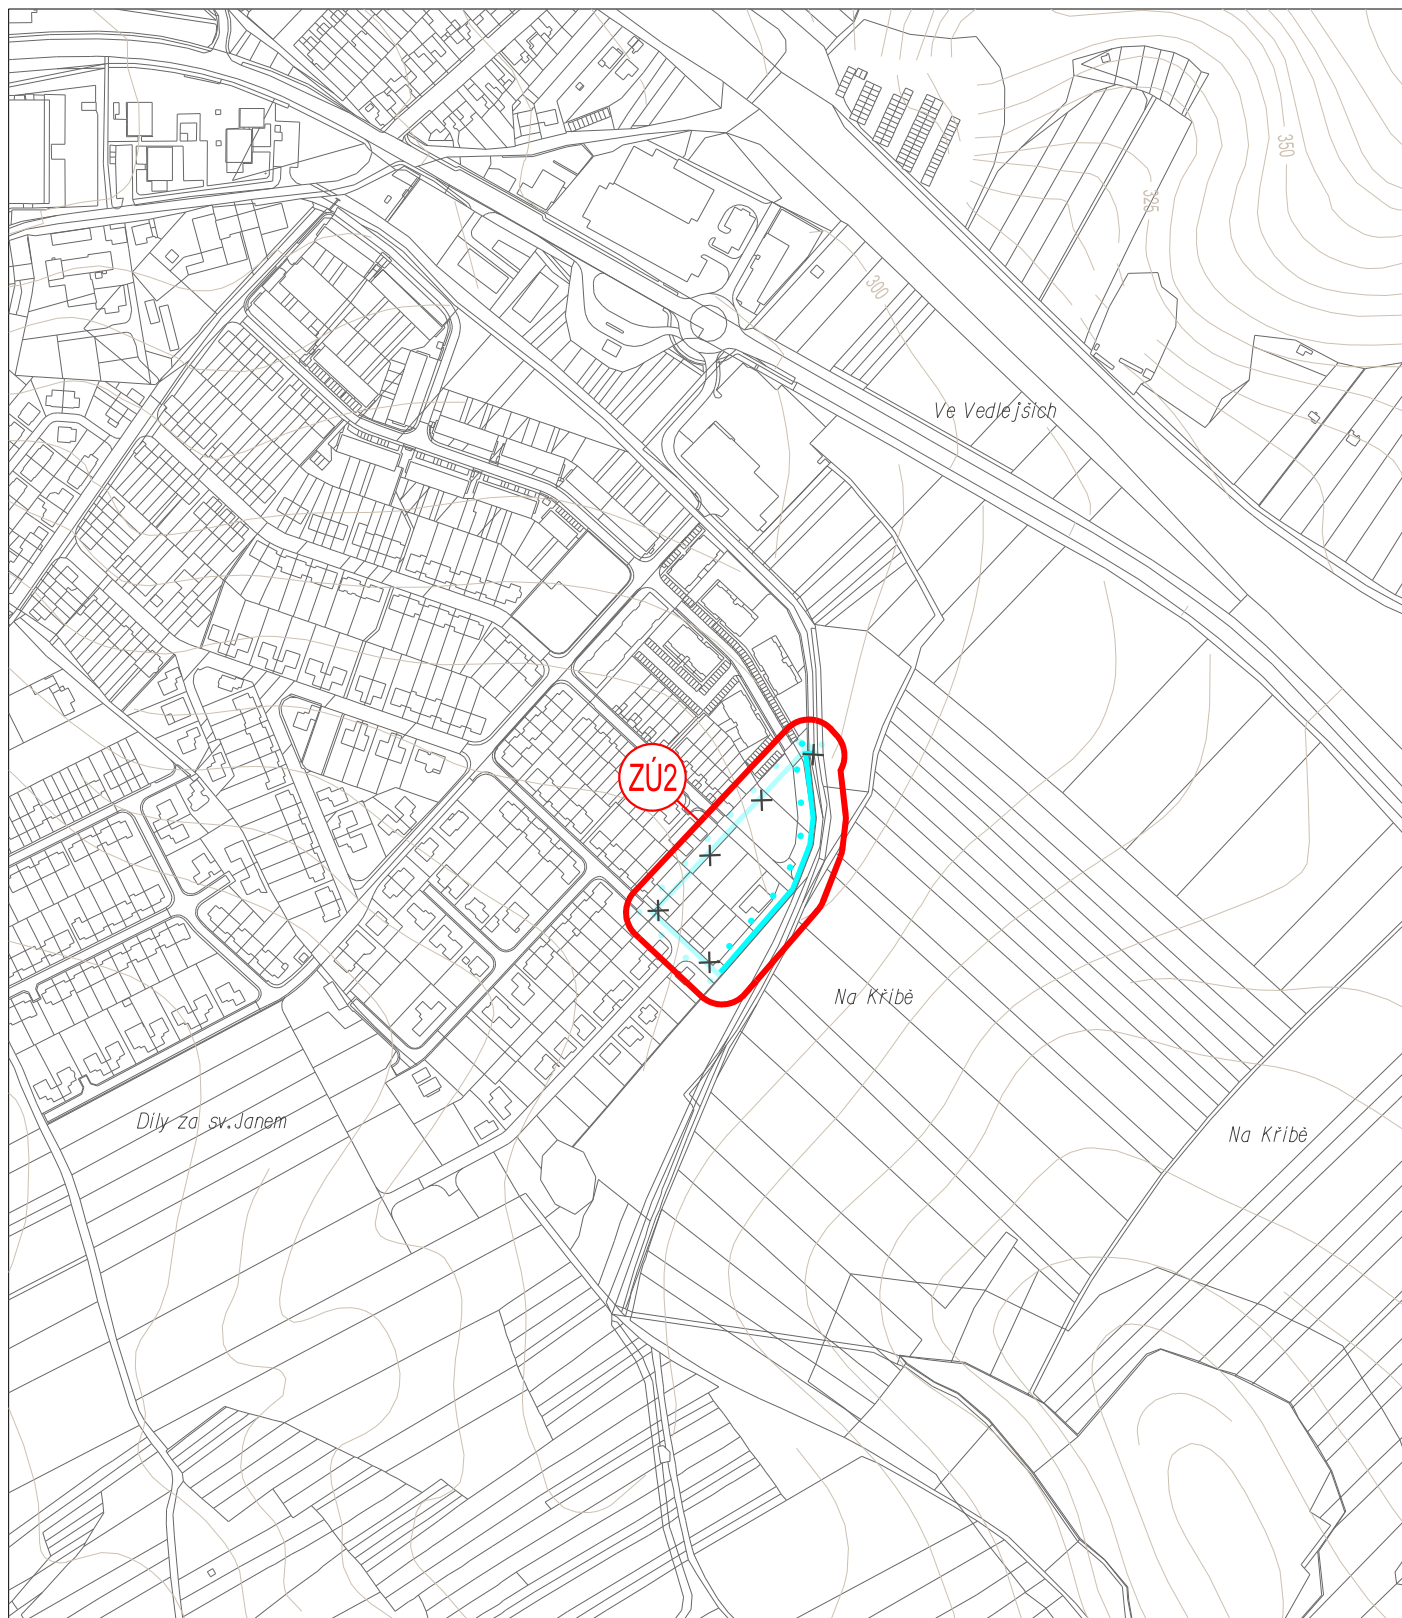 350
325
300
Ve Vedlejších
ZÚ2
Na Křibě
Díly za sv.Janem
Na Křibě